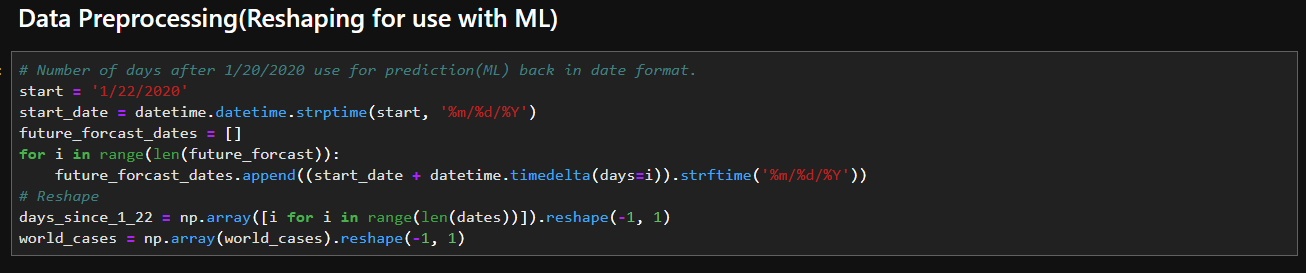 Data Preprocessing(Reshaping for use with ML)
# Number of days after 1/20/2020 use for prediction(ML) back in date format.
start = '1/22/2020'
start_date = datetime.datetime.strptime(start, '%m/%d/%Y')
future_forcast_dates = []
for i in range(len(future_forcast)):
    future_forcast_dates.append((start_date + datetime.timedelta(days=i)).strftime('%m/%d/%Y'))
# Reshape
days_since_1_22 = np.array([i for i in range(len(dates))]).reshape(-1, 1)
world_cases = np.array(world_cases).reshape(-1, 1)